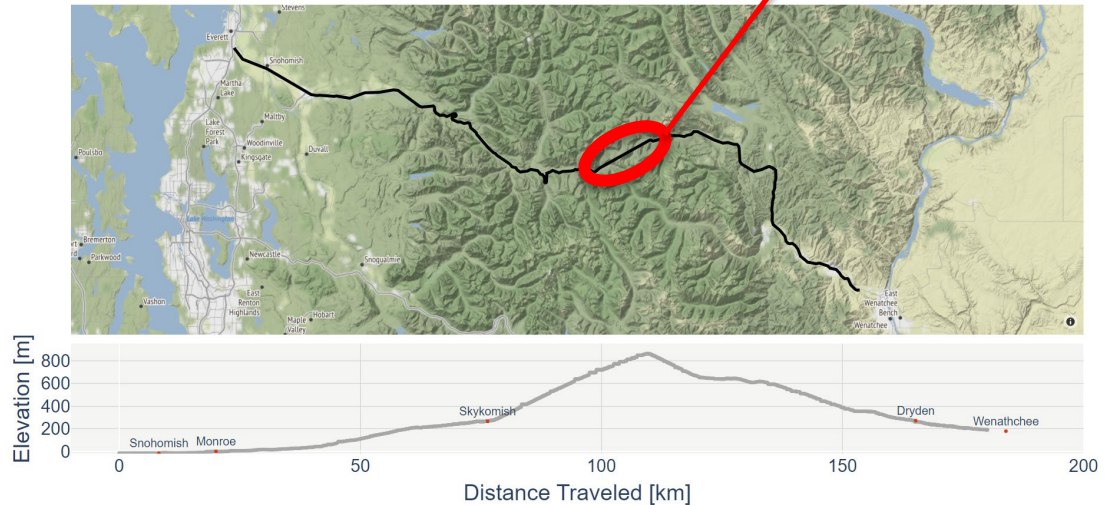 Stevens
Everett
Snohomish
Martha
Lake
Maltby
Lake
Forest
Park
Woodinville
Kingsgate
Duvall
Poulsbo
Bremerton
Parkwood
Newcastle
Snoqualmie
East
Renton
Highlands
Vashon
Maple
Valley
Hobart
East
Wenatchee
Bench
Wenatchee
Elevation [m]
800
600
400
200
0
Snohomish
Monroe
Skykomish
Dryden
Wenathchee
0
50
100
150
200
Distance Traveled [km]